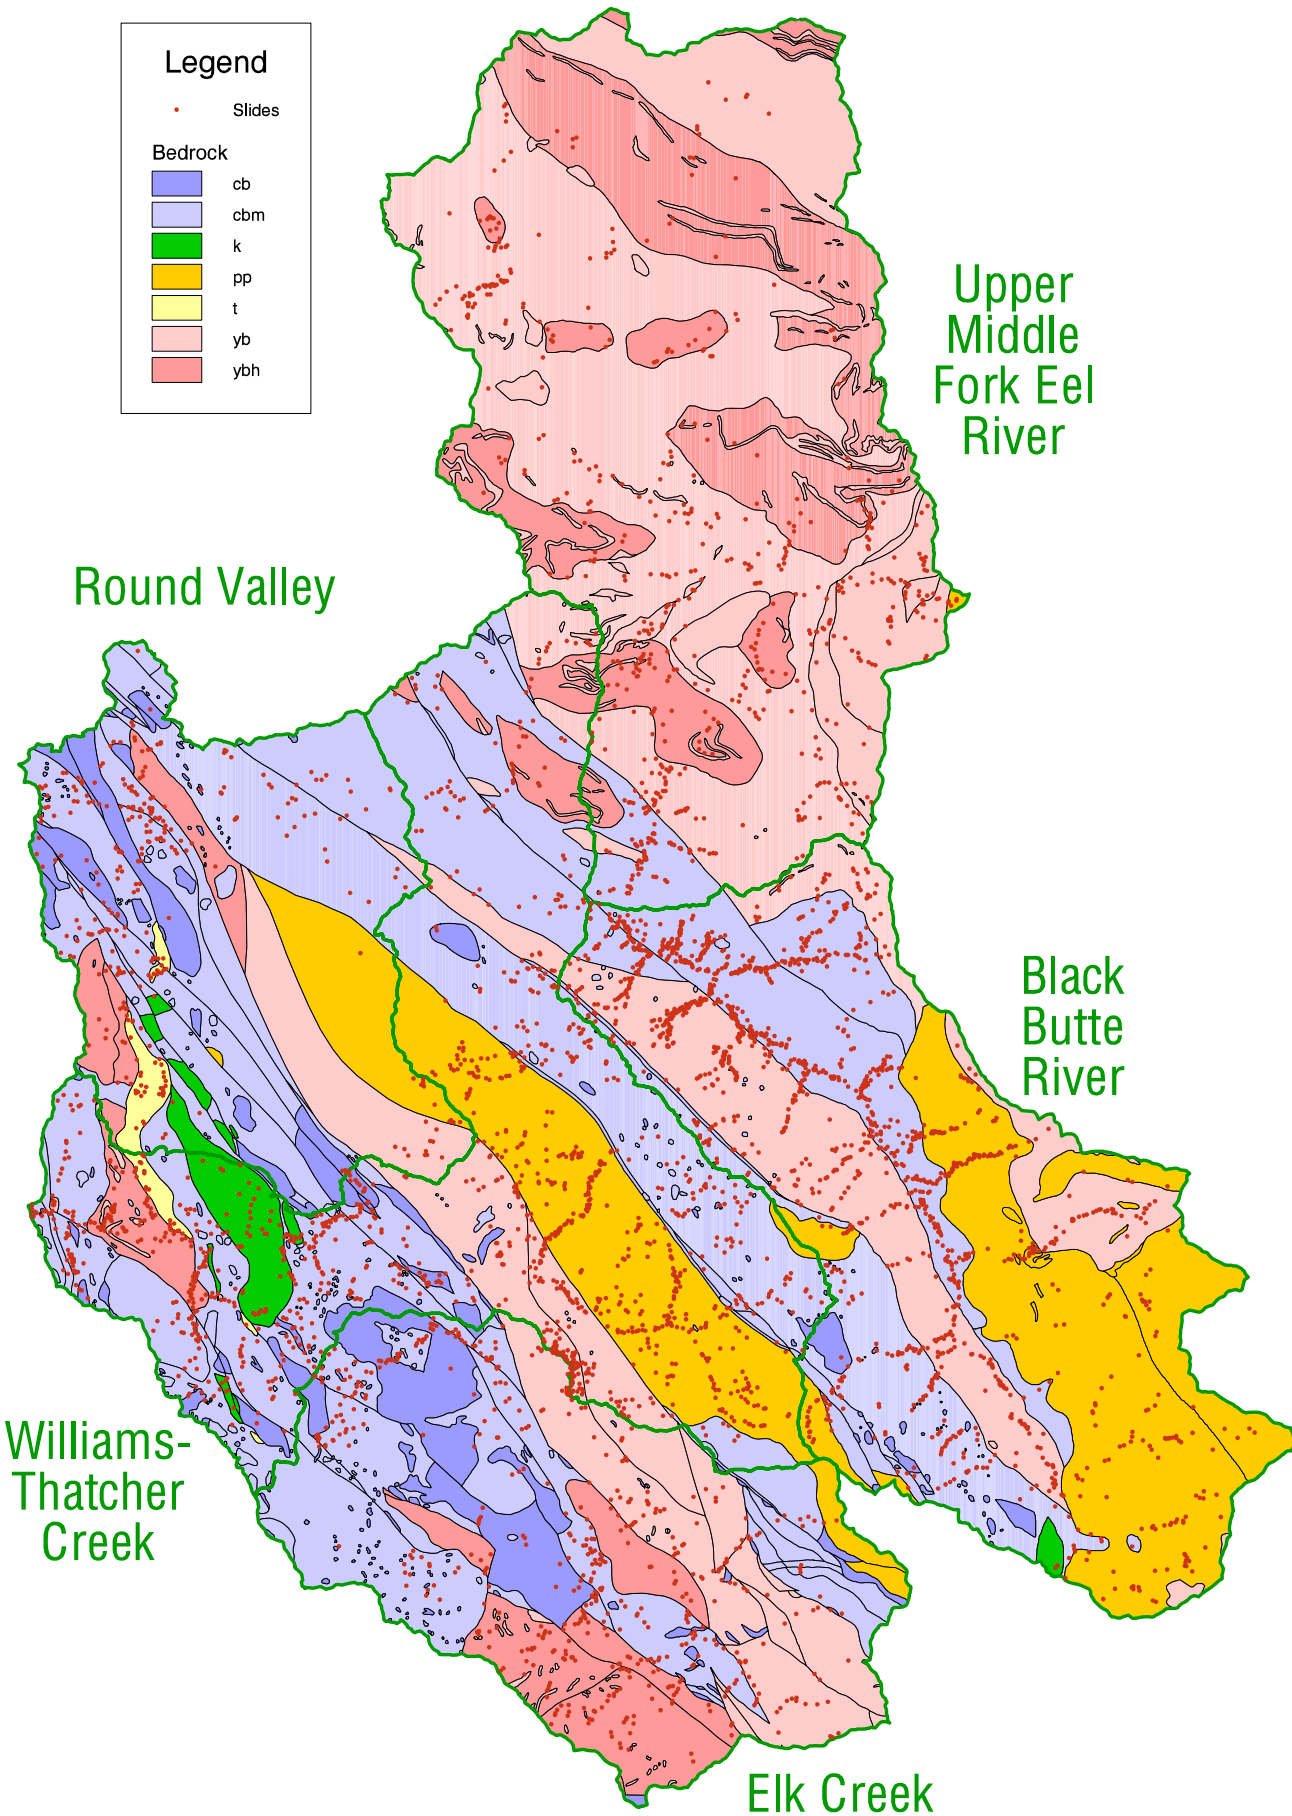 Legend
Slides
Bedrock
cb
cbm
k
pp
t
yb
ybh
Upper
Middle
Fork Eel
River
Round Valley
Black
Butte
River
Williams-
Thatcher
Creek
Elk Creek